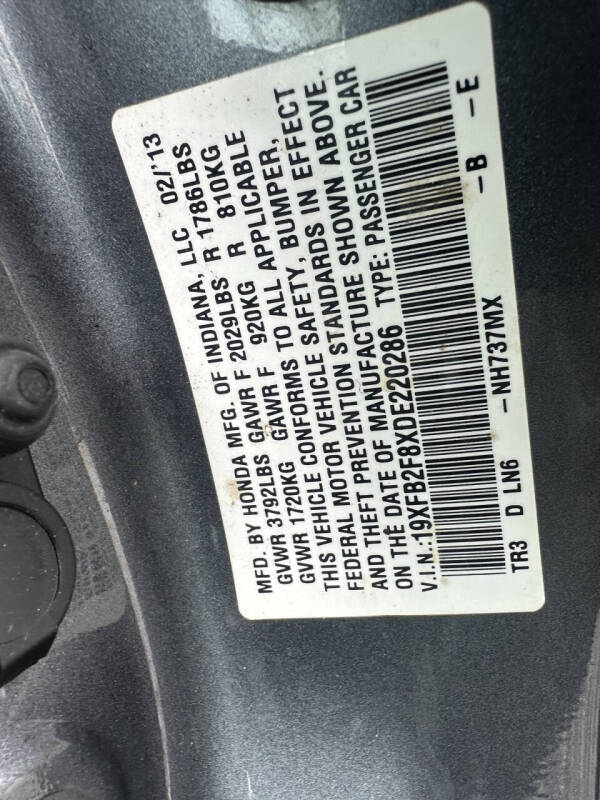 MFD. BY HONDA MFG. OF INDIANA, LLC 02/'13
GVWR 3792LBS GAWR F 2029LBS R 1786LBS
GVWR 1720KG GAWR F 920KG R 810KG
THIS VEHICLE CONFORMS TO ALL APPLICABLE
FEDERAL MOTOR VEHICLE SAFETY, BUMPER,
AND THEFT PREVENTION STANDARDS IN EFFECT
ON THE DATE OF MANUFACTURE SHOWN ABOVE.
V.I.N.:19XFB2F8XDE220286 TYPE: PASSENGER CAR
TR3 D LN6 -NH737MX -B -E